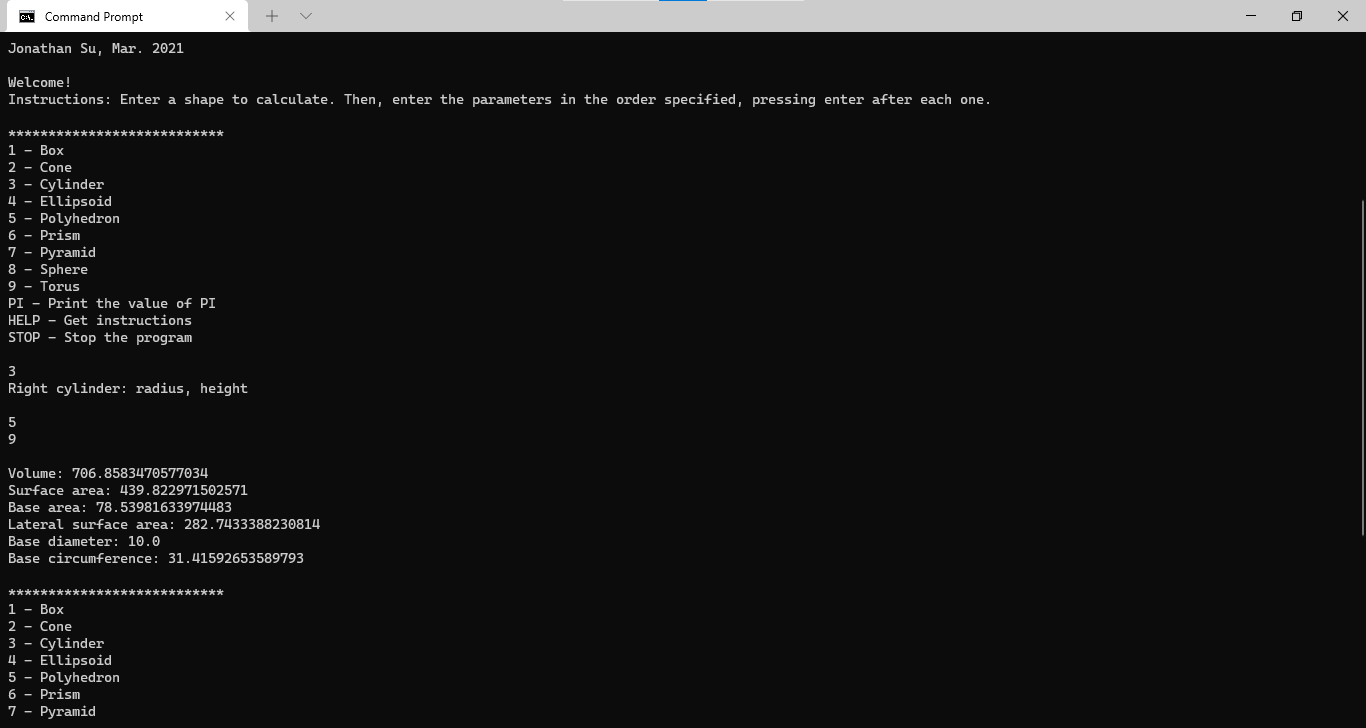 Command Prompt
Jonathan Su, Mar. 2021
Welcome!
Instructions: Enter a shape to calculate. Then, enter the parameters in the order specified, pressing enter after each one.
***************************
1 - Box
2 - Cone
3 - Cylinder
4 - Ellipsoid
5 - Polyhedron
6 - Prism
7 - Pyramid
8 - Sphere
9 - Torus
PI - Print the value of PI
HELP - Get instructions
STOP - Stop the program
3
Right cylinder: radius, height
5
9
Volume: 706.8583470577034
Surface area: 439.822971502571
Base area: 78.53981633974483
Lateral surface area: 282.7433388230814
Base diameter: 10.0
Base circumference: 31.41592653589793
***************************
1 - Box
2 - Cone
3 - Cylinder
4 - Ellipsoid
5 - Polyhedron
6 - Prism
7 - Pyramid